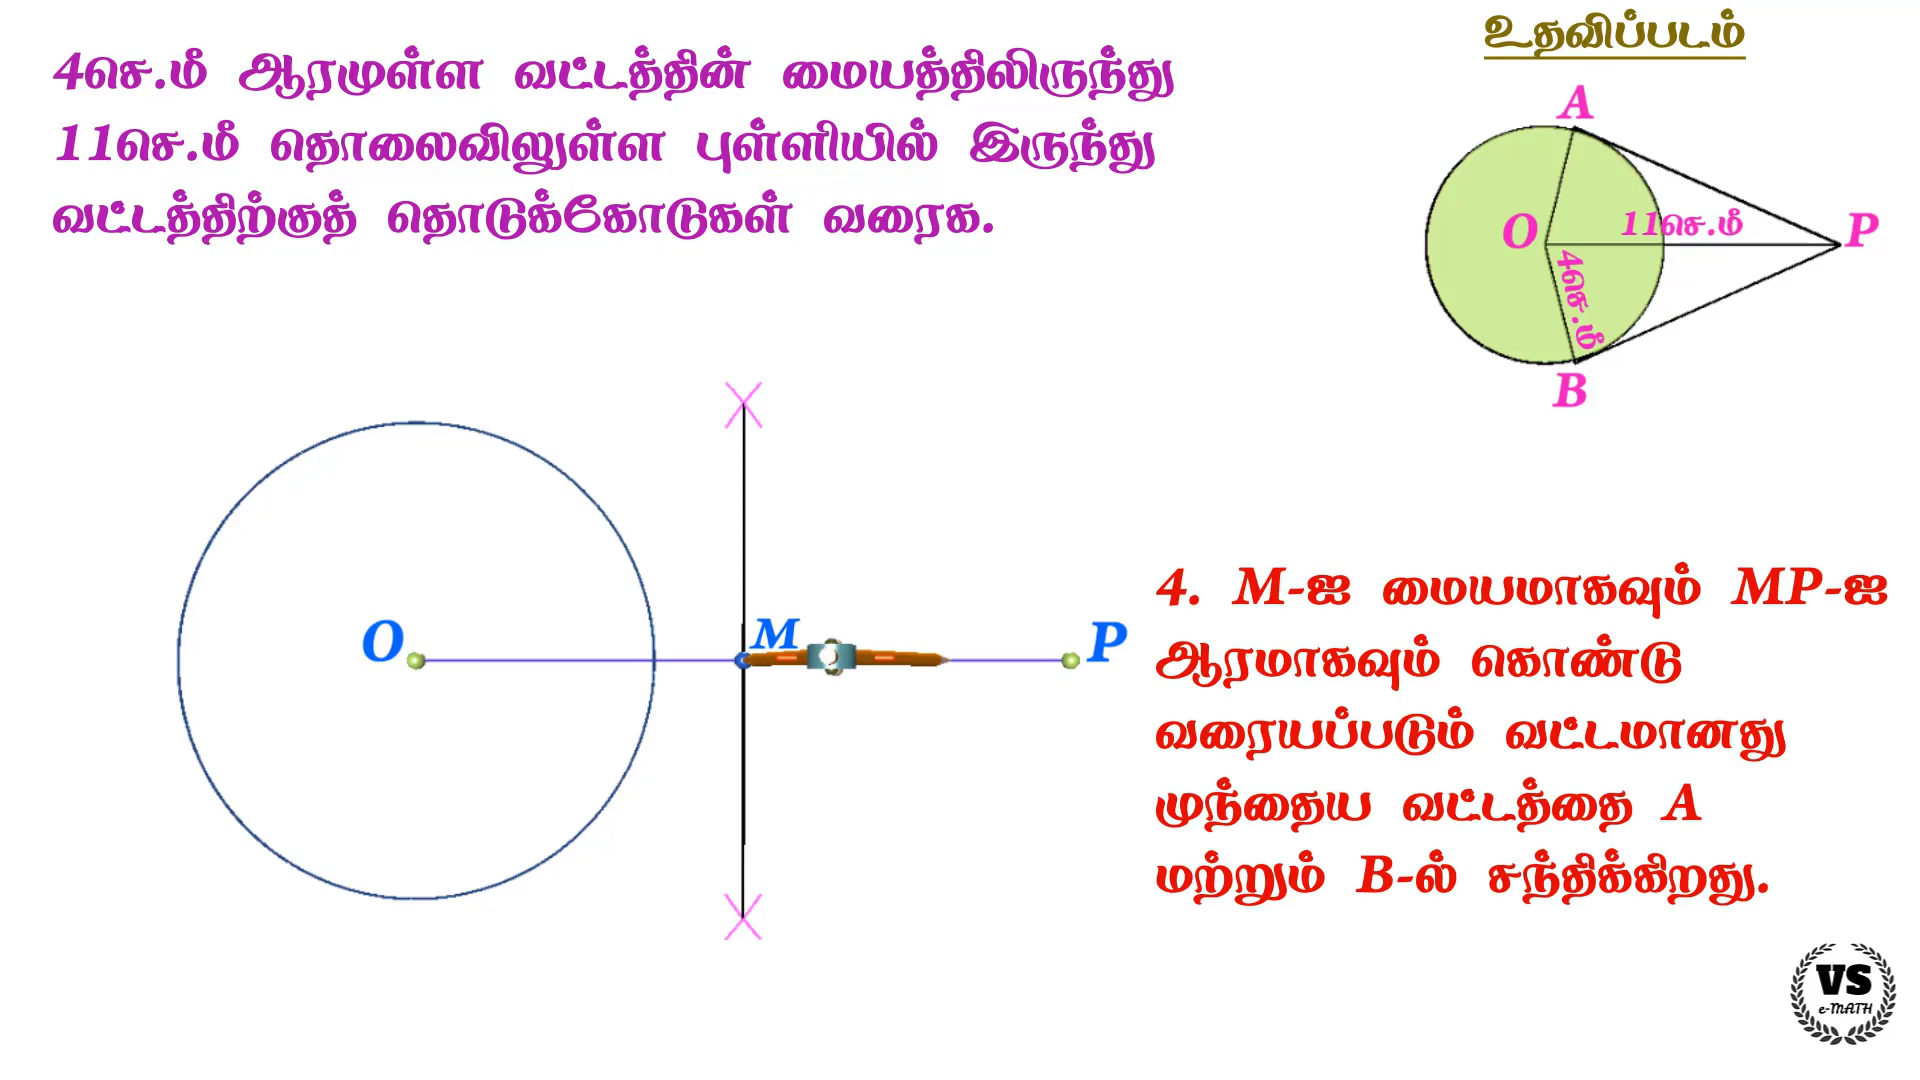 4செ.மீ ஆரமுள்ள வட்டத்தின் மையத்திலிருந்து
11செ.மீ தொலைவிலுள்ள புள்ளியில் இருந்து
வட்டத்திற்குத் தொடுக்கோடுகள் வரைக.
உதவிப்படம்
A
O
11செ.மீ
P
4செ.மீ
B
O
M
P
4. M-ஐ மையமாகவும் MP-ஐ
ஆரமாகவும் கொண்டு
வரையப்படும் வட்டமானது
முந்தைய வட்டத்தை A
மற்றும் B-ல் சந்திக்கிறது.
VS
e-MATH